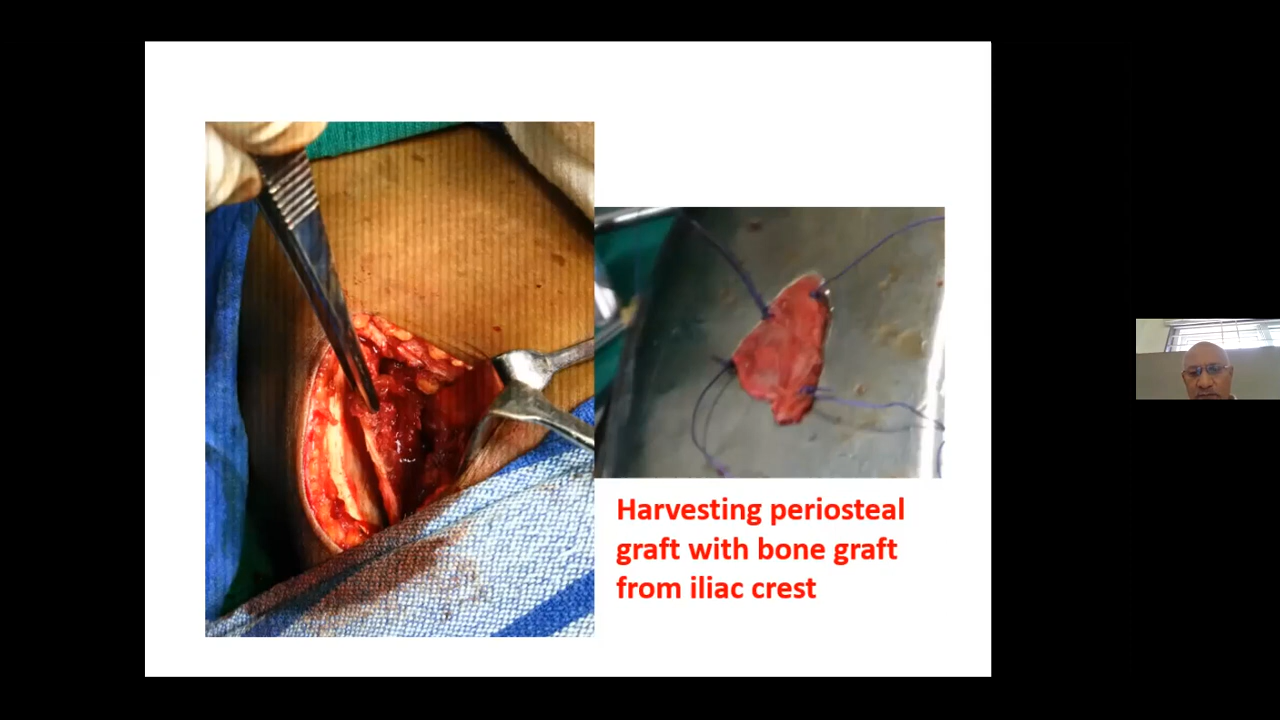 Harvesting periosteal
graft with bone graft
from iliac crest